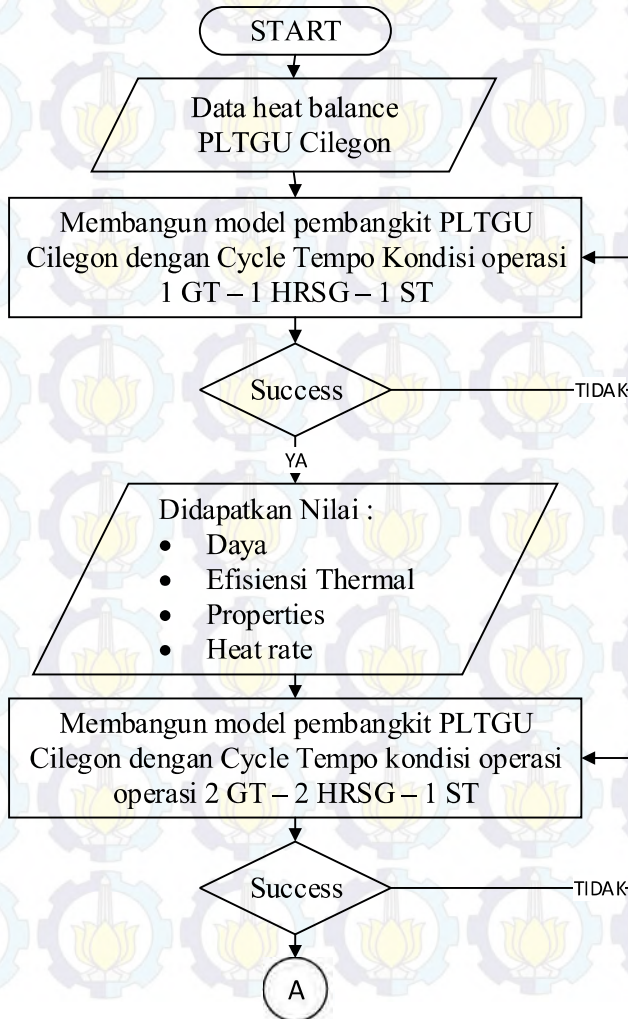 START
Data heat balance
PLTGU Cilegon
Membangun model pembangkit PLTGU
Cilegon dengan Cycle Tempo Kondisi operasi
1 GT – 1 HRSG – 1 ST
Success
TIDAK
YA
Didapatkan Nilai :
• Daya
• Efisiensi Thermal
• Properties
• Heat rate
Membangun model pembangkit PLTGU
Cilegon dengan Cycle Tempo kondisi operasi
operasi 2 GT – 2 HRSG – 1 ST
Success
TIDAK
A